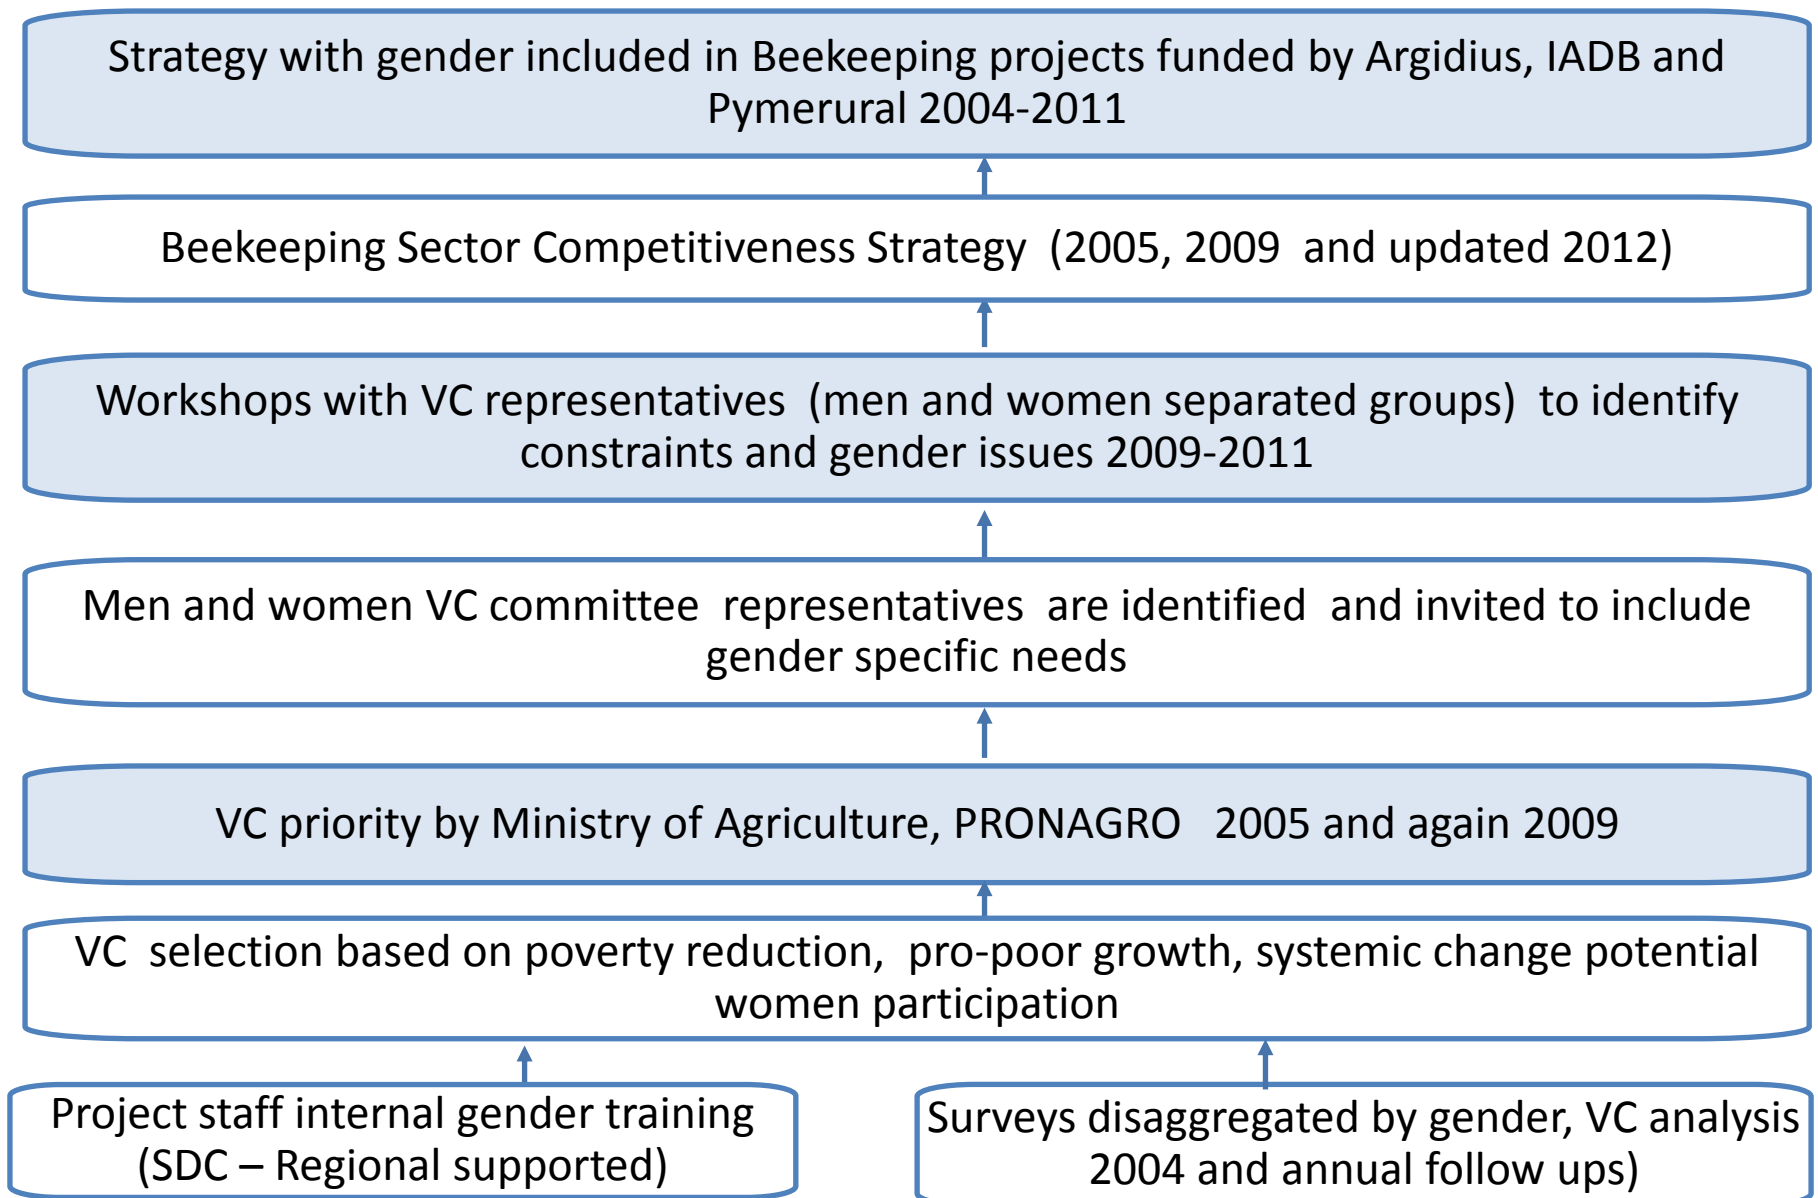 Strategy with gender included in Beekeeping projects funded by Argidius, IADB and
Pymerural 2004-2011
Beekeeping Sector Competitiveness Strategy (2005, 2009 and updated 2012)
Workshops with VC representatives (men and women separated groups) to identify
constraints and gender issues 2009-2011
Men and women VC committee representatives are identified and invited to include
gender specific needs
VC priority by Ministry of Agriculture, PRONAGRO 2005 and again 2009
VC selection based on poverty reduction, pro-poor growth, systemic change potential
women participation
Project staff internal gender training
(SDC – Regional supported)
Surveys disaggregated by gender, VC analysis
2004 and annual follow ups)